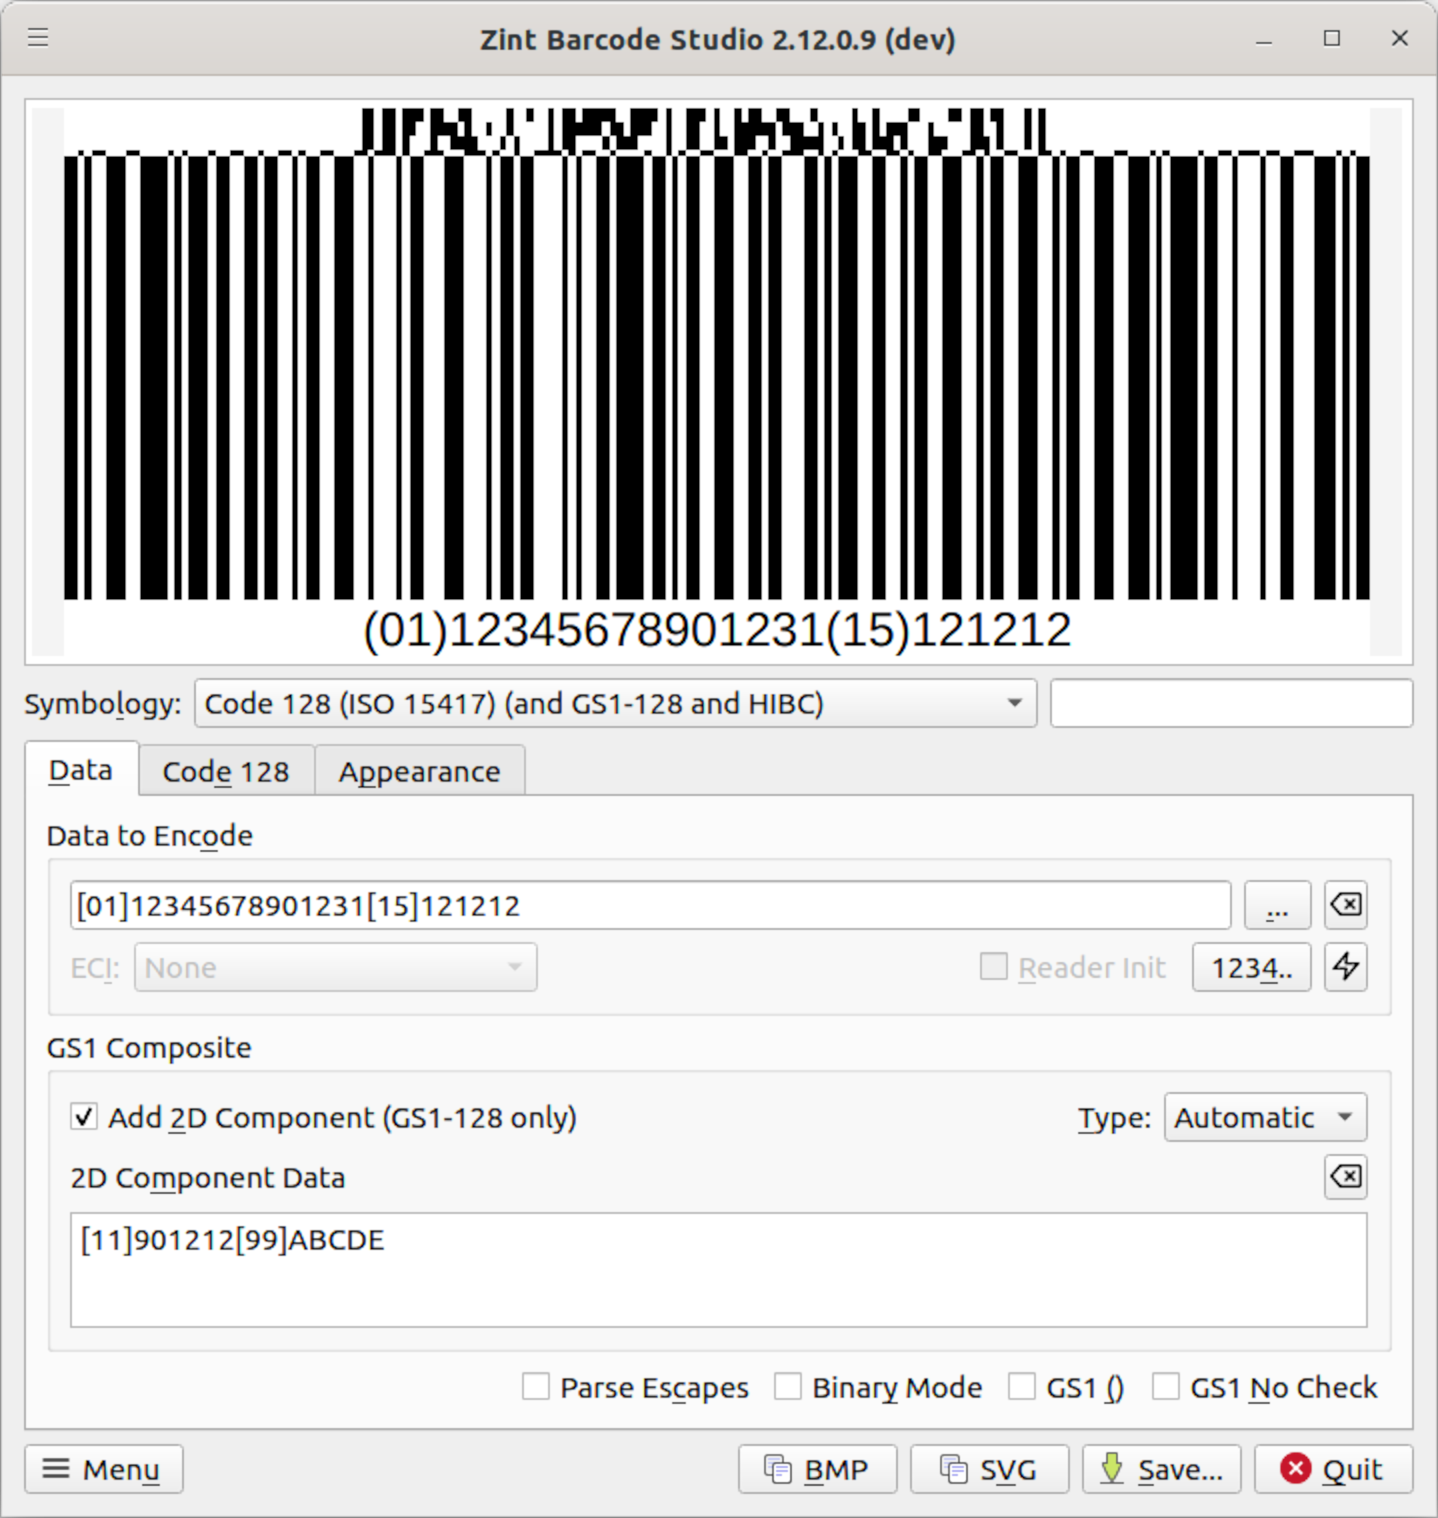 Zint Barcode Studio 2.12.0.9 (dev)
(01)12345678901231(15)121212
Symbology: Code 128 (ISO 15417) (and GS1-128 and HIBC)
Data Code 128 Appearance
Data to Encode
[01]12345678901231[15]121212 ...
ECI: None Reader Init 1234..
GS1 Composite
Add 2D Component (GS1-128 only) Type: Automatic
2D Component Data
[11]901212[99]ABCDE
Parse Escapes Binary Mode GS1 () GS1 No Check
Menu BMP SVG Save... Quit